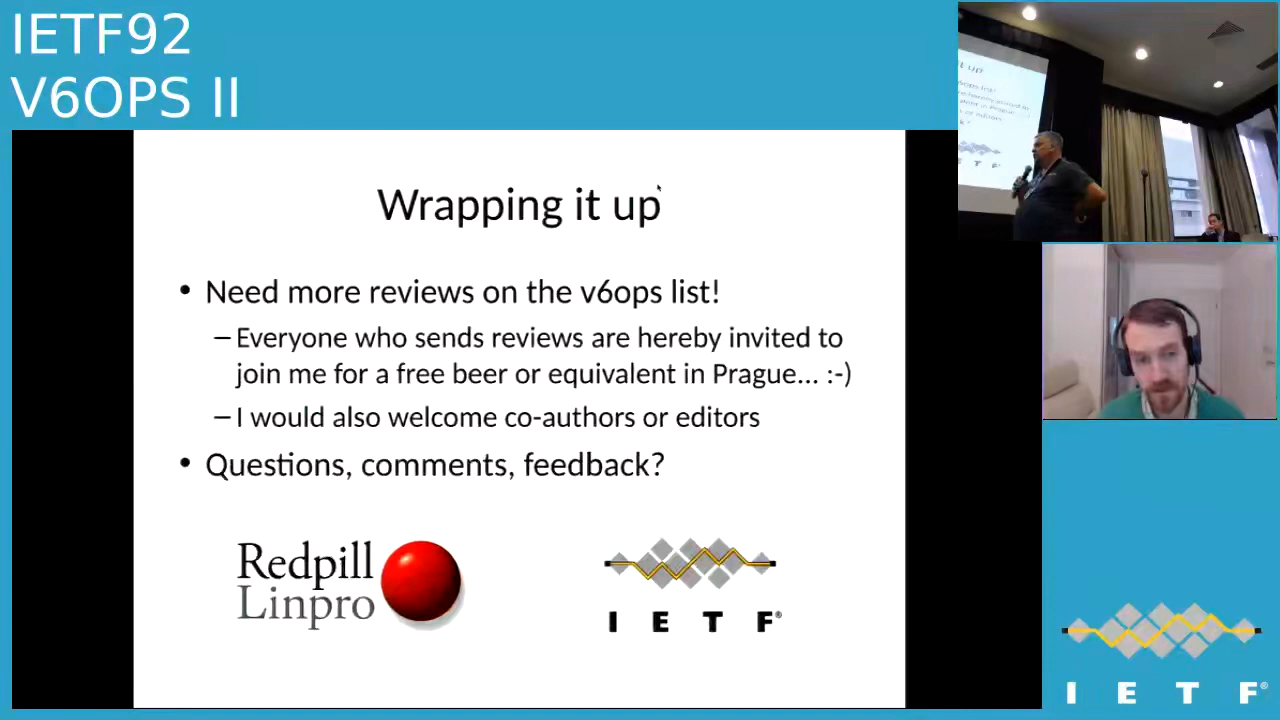 IETF92
V6OPS II
Wrapping it up
• Need more reviews on the v6ops list!
– Everyone who sends reviews are hereby invited to
join me for a free beer or equivalent in Prague... :-)
– I would also welcome co-authors or editors
• Questions, comments, feedback?
Redpill
Linpro
I E T F®
I E T F®